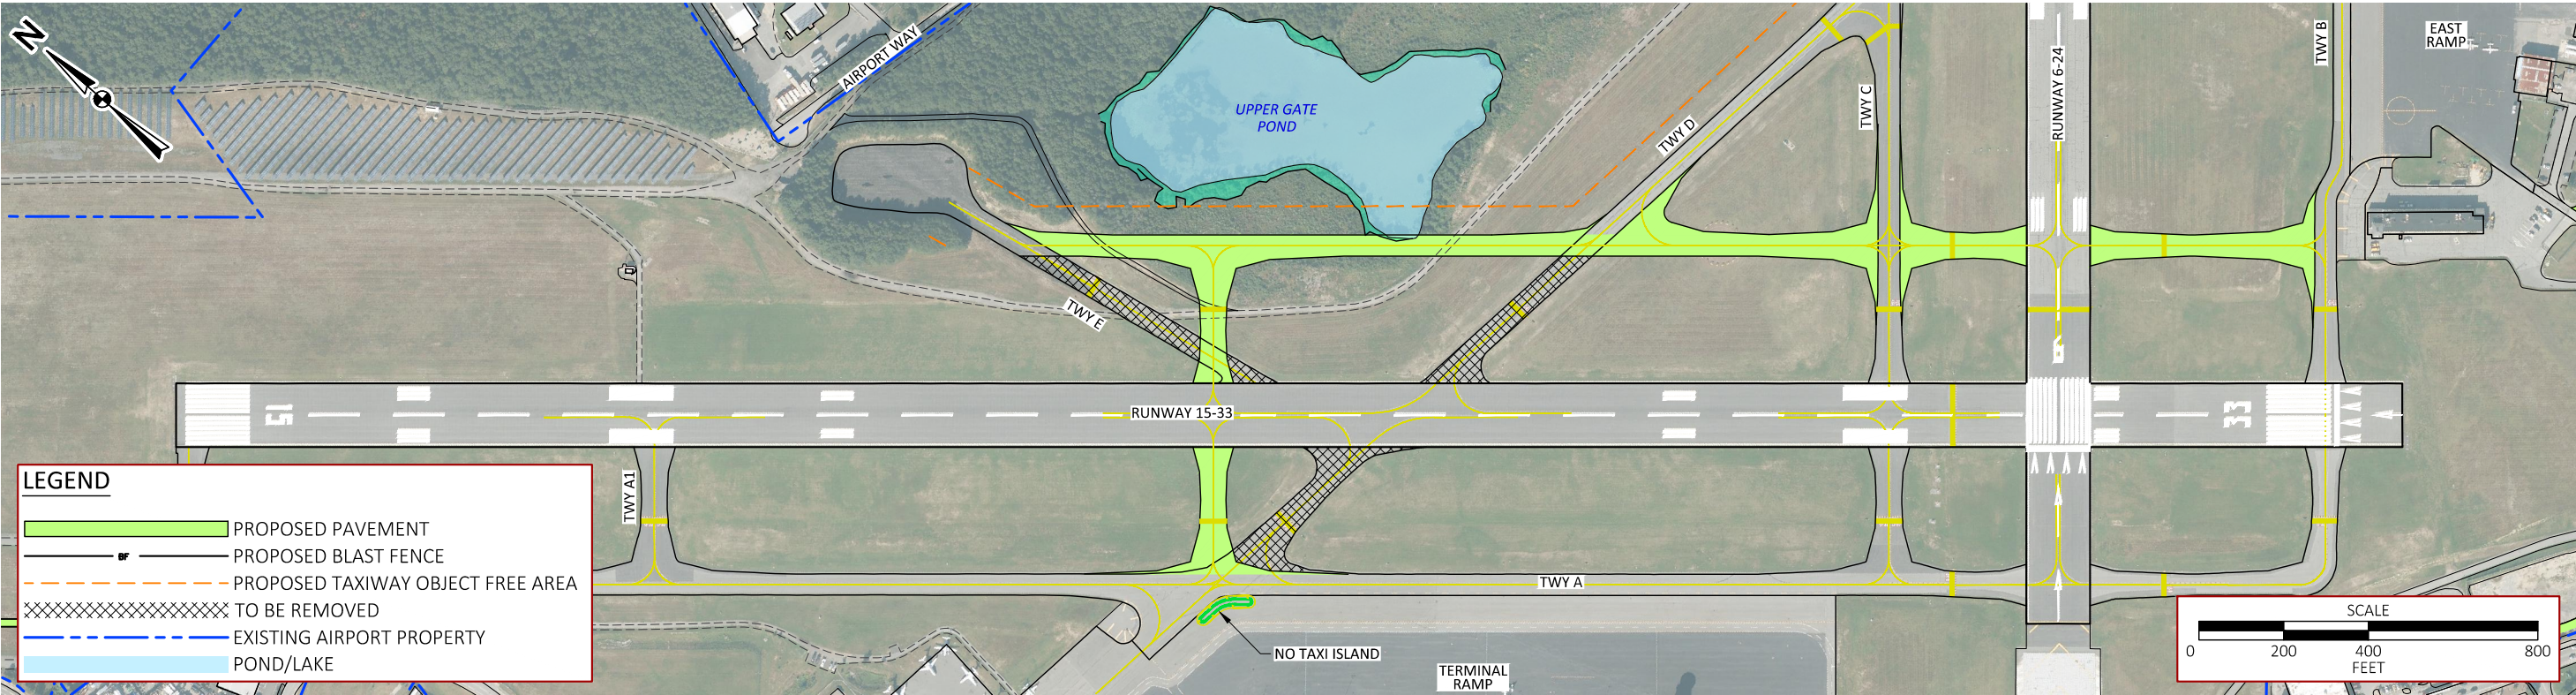 N
AIRPORT WAY
UPPER GATE
POND
TWY D
TWY C
RUNWAY 6-24
TWY B
EAST
RAMP
TWY E
6
15
RUNWAY 15-33
33
TWY A1
TWY A
NO TAXI ISLAND
TERMINAL
RAMP
LEGEND
PROPOSED PAVEMENT
BF PROPOSED BLAST FENCE
PROPOSED TAXIWAY OBJECT FREE AREA
TO BE REMOVED
EXISTING AIRPORT PROPERTY
POND/LAKE
SCALE
0 200 400 800
FEET